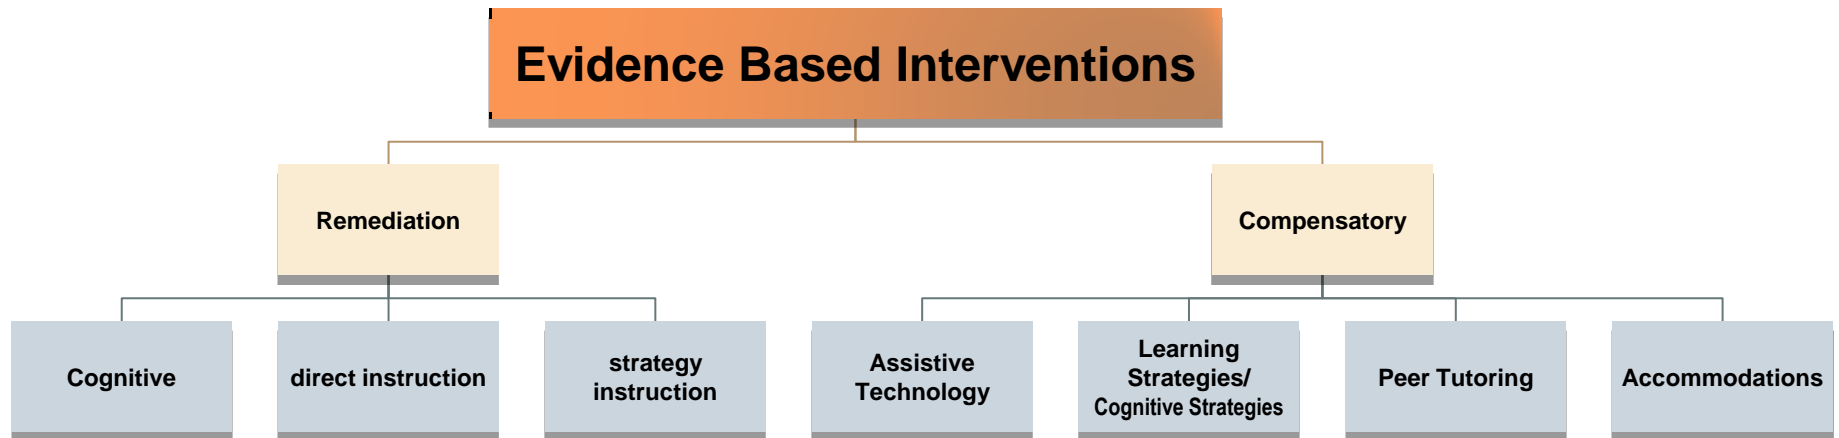 Evidence Based Interventions
Remediation
Compensatory
Cognitive
direct instruction
strategy
instruction
Assistive
Technology
Learning
Strategies/
Cognitive Strategies
Peer Tutoring
Accommodations